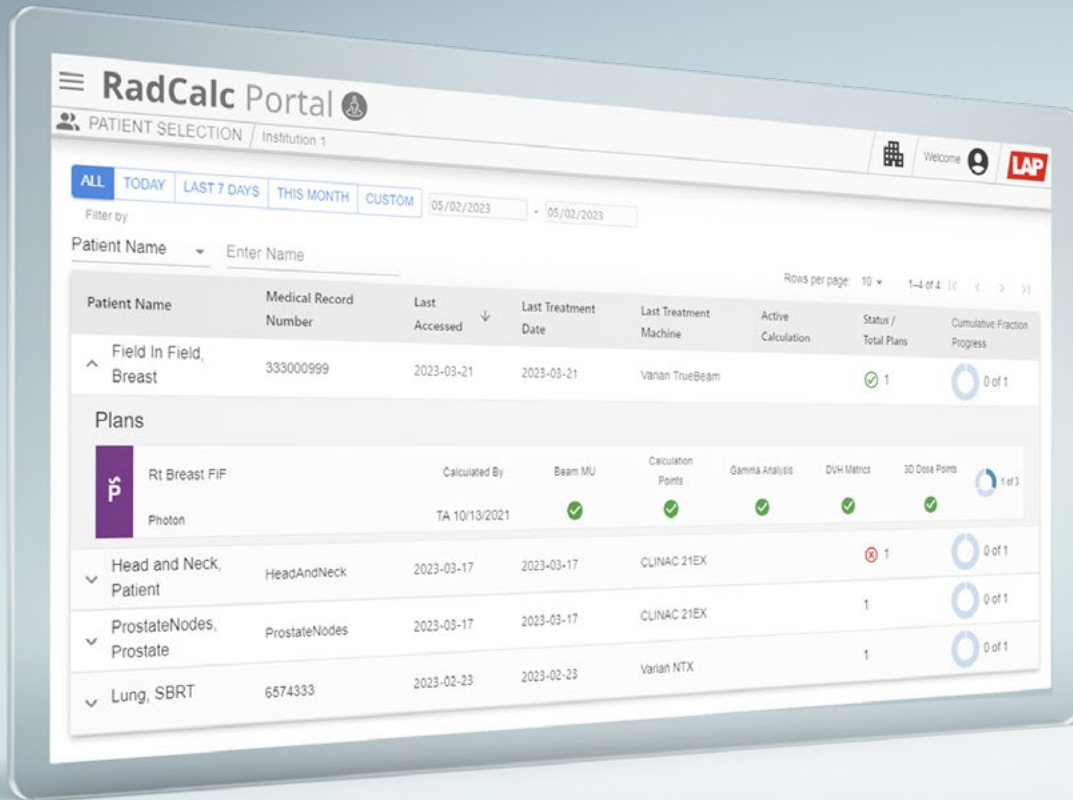 RadCalc Portal
PATIENT SELECTION / Institution 1
Welcome
LAP
ALL TODAY LAST 7 DAYS THIS MONTH CUSTOM 05/02/2023 - 05/02/2023
Filter by
Patient Name Enter Name
Rows per page: 10 1-4 of 4
Patient Name
Medical Record
Number
Last
Accessed
Last Treatment
Date
Last Treatment
Machine
Active
Calculation
Status /
Total Plans
Cumulative Fraction
Progress
Field In Field,
Breast
333000999 2023-03-21 2023-03-21 Varian TrueBeam 1 0 of 1
Plans
Rt Breast FiF
Photon
Calculated By
TA 10/13/2021
Beam MU
Calculation
Points
Gamma Analysis
DVH Metrics
3D Dose Points
1 of 3
Head and Neck,
Patient
HeadAndNeck 2023-03-17 2023-03-17 CLINAC 21EX 1 0 of 1
ProstateNodes,
Prostate
ProstateNodes 2023-03-17 2023-03-17 CLINAC 21EX 1 0 of 1
Lung, SBRT 6574333 2023-02-23 2023-02-23 Varian NTX 1 0 of 1